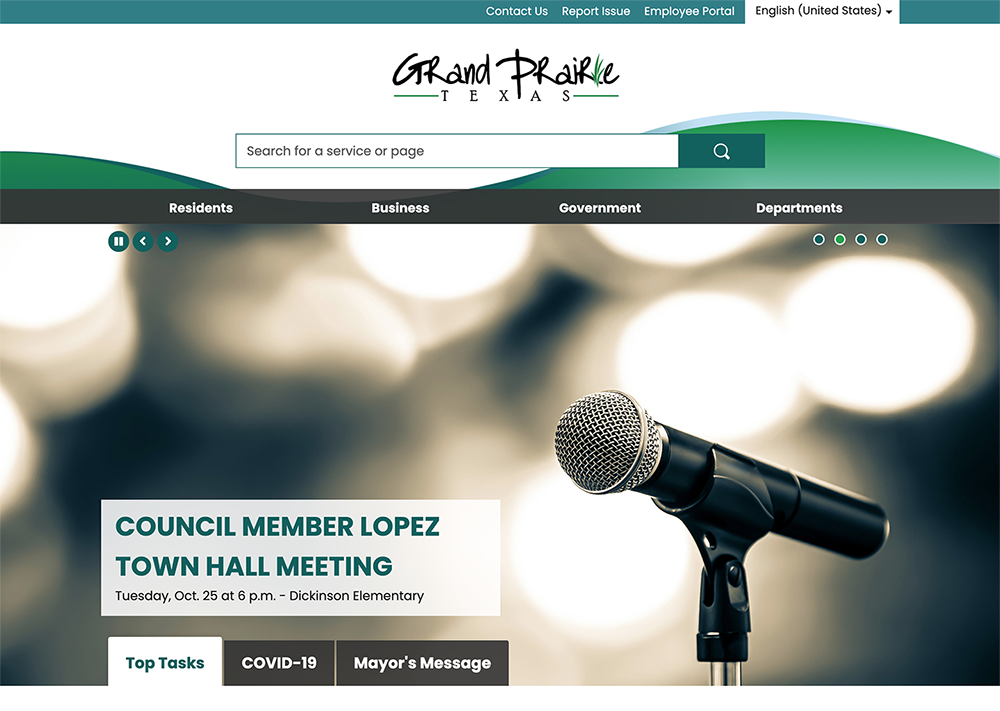 Contact Us Report Issue Employee Portal English (United States)
Grand Prairie
TEXAS
Search for a service or page
Residents Business Government Departments
COUNCIL MEMBER LOPEZ
TOWN HALL MEETING
Tuesday, Oct. 25 at 6 p.m. - Dickinson Elementary
Top Tasks COVID-19 Mayor's Message